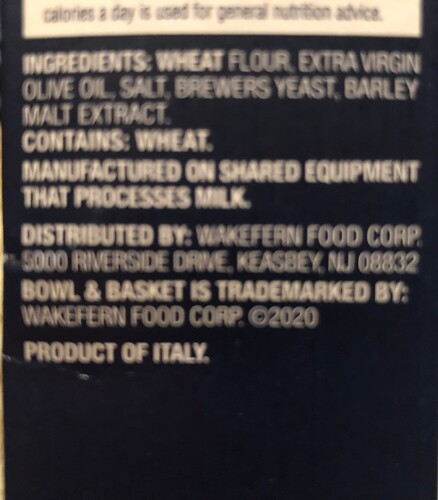 calories a day is used for general nutrition advice.
INGREDIENTS: WHEAT FLOUR, EXTRA VIRGIN
OLIVE OIL, SALT, BREWERS YEAST, BARLEY
MALT EXTRACT.
CONTAINS: WHEAT.
MANUFACTURED ON SHARED EQUIPMENT
THAT PROCESSES MILK.
DISTRIBUTED BY: WAKEFERN FOOD CORP.
5000 RIVERSIDE DRIVE, KEASBEY, NJ 08832
BOWL & BASKET IS TRADEMARKED BY:
WAKEFERN FOOD CORP. ©2020
PRODUCT OF ITALY.